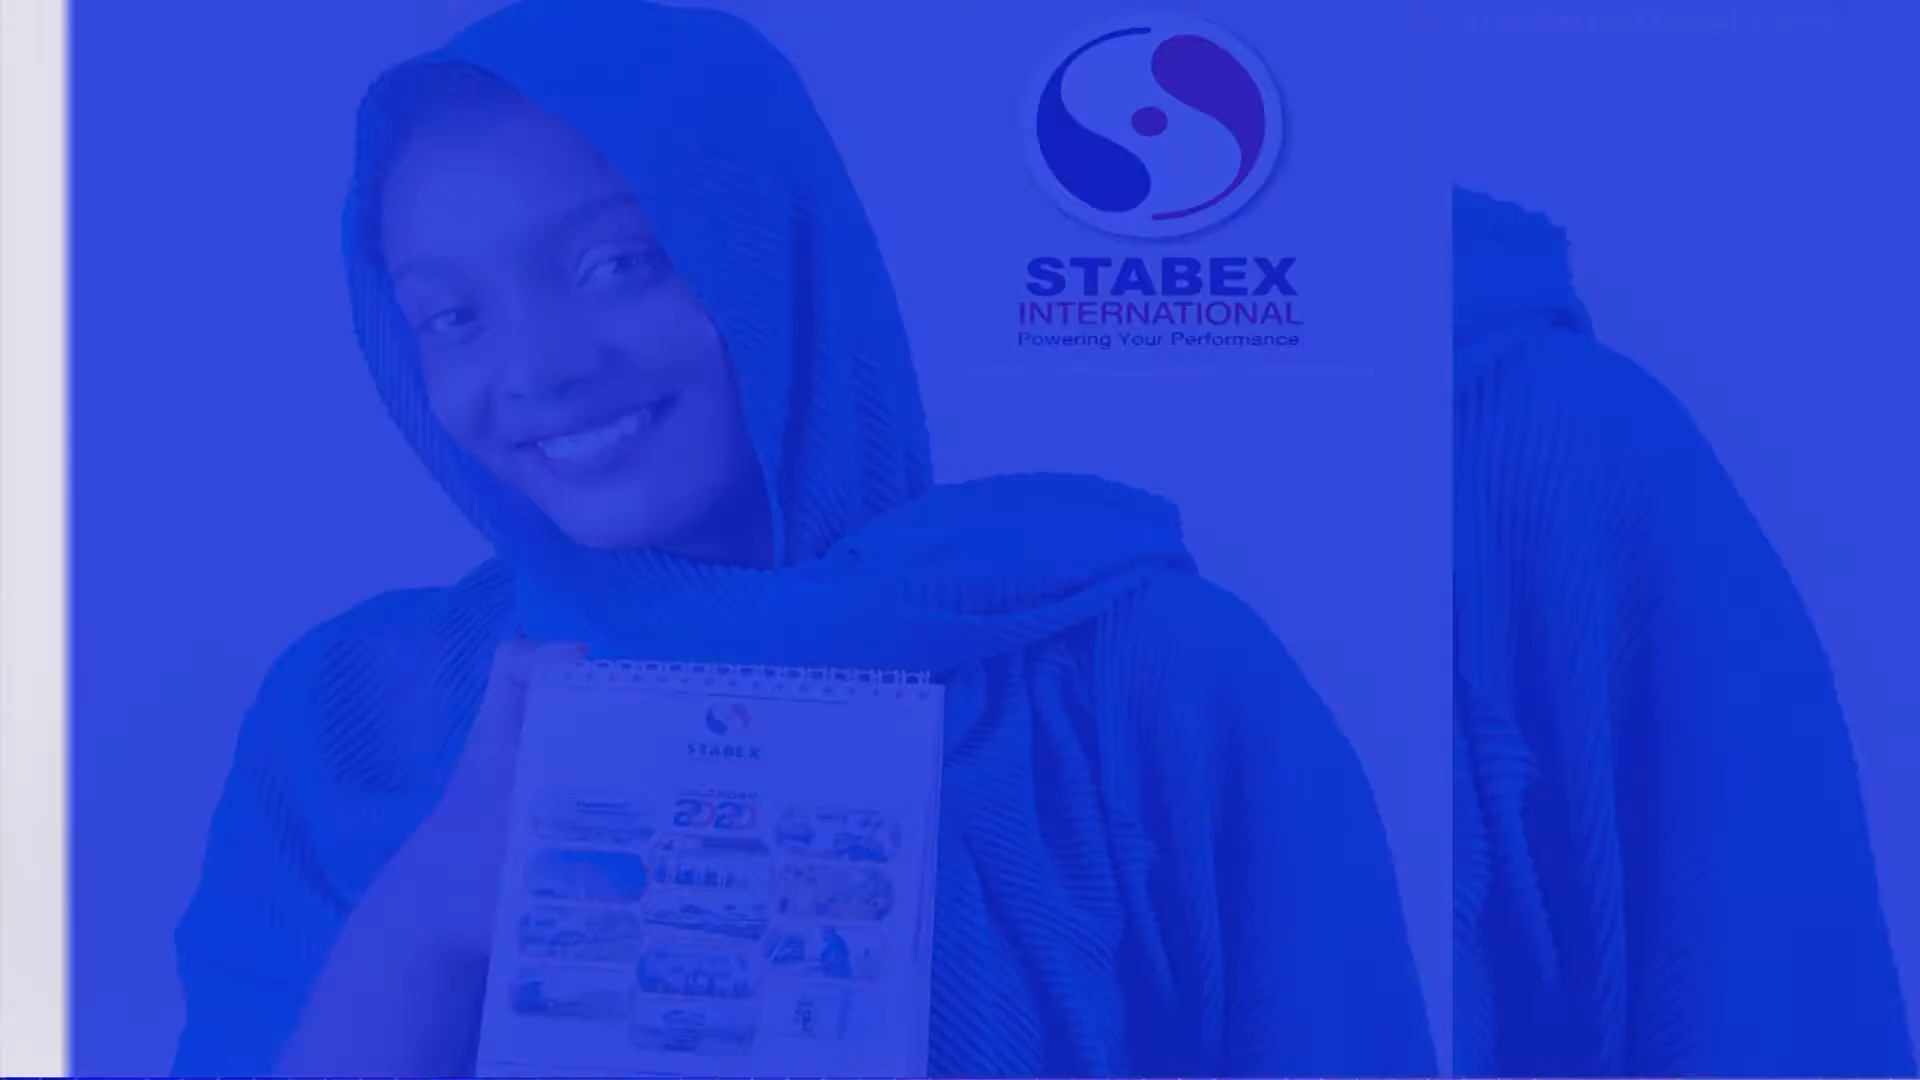 STABEX
INTERNATIONAL
Powering Your Performance
STABEX
2020